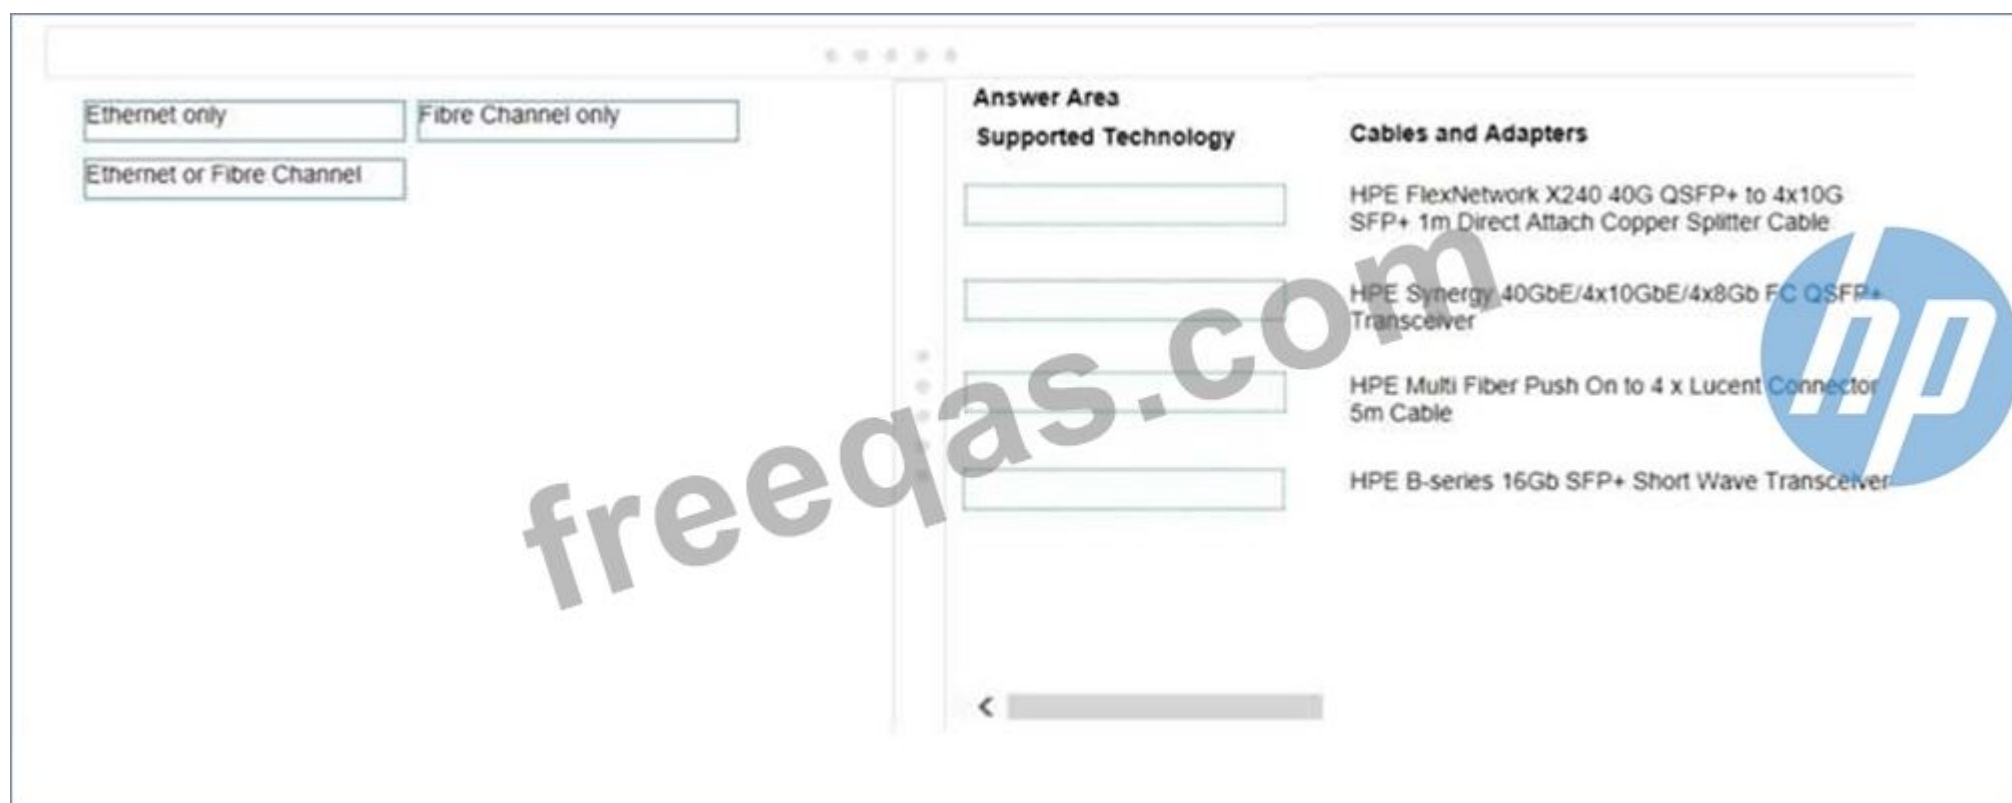 Ethernet only
Fibre Channel only
Ethernet or Fibre Channel
Answer Area
Supported Technology
Cables and Adapters
HPE FlexNetwork X240 40G QSFP+ to 4x10G
SFP+ 1m Direct Attach Copper Splitter Cable
HPE Synergy 40GbE/4x10GbE/4x8Gb FC QSFP+
Transceiver
HPE Multi Fiber Push On to 4 x Lucent Connector
5m Cable
HPE B-series 16Gb SFP+ Short Wave Transceiver
freeqas.com
hp